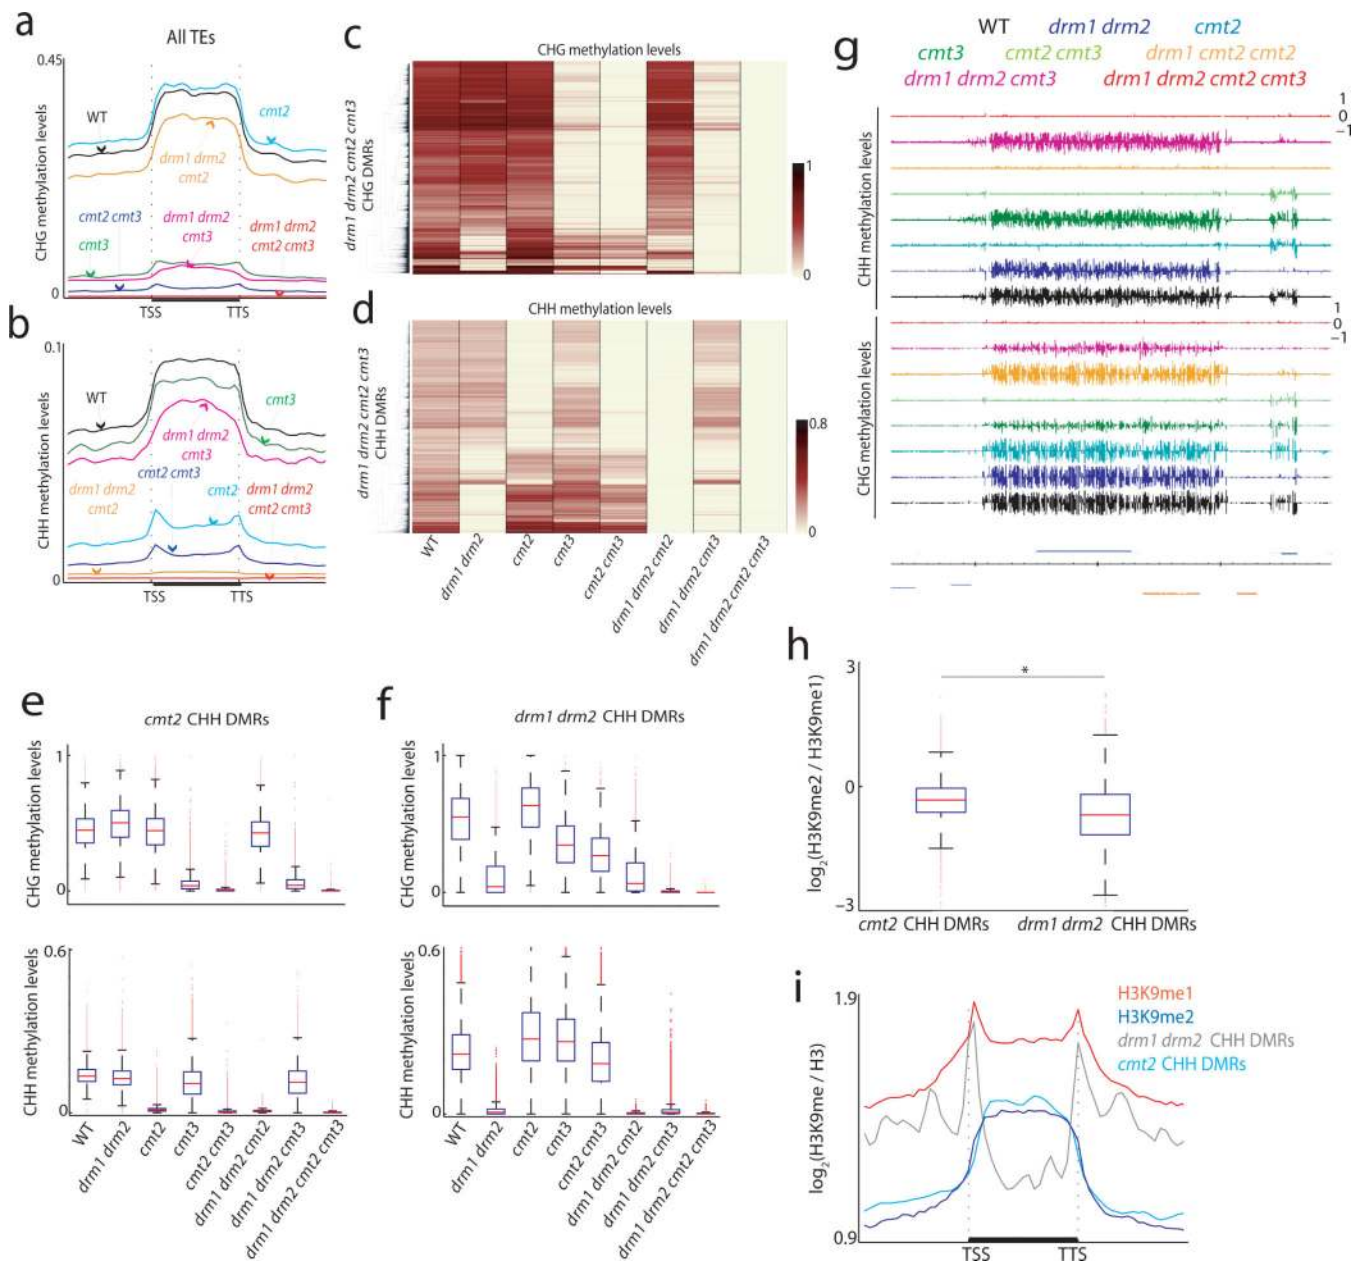 a
All TEs
0.45
CHG methylation levels
WT
cmt2
drm1 drm2
cmt2
cmt2 cmt3
cmt3
drm1 drm2
cmt3
drm1 drm2
cmt2 cmt3
0
TSS
TTS
b
0.1
CHH methylation levels
WT
cmt3
drm1 drm2
cmt3
cmt2 cmt3
drm1 drm2
cmt2
cmt2
drm1 drm2
cmt2 cmt3
0
TSS
TTS
c
CHG methylation levels
drm1 drm2 cmt2 cmt3
CHG DMRs
1
0
d
CHH methylation levels
drm1 drm2 cmt2 cmt3
CHH DMRs
0.8
0
WT
drm1 drm2
cmt2
cmt3
cmt2 cmt3
drm1 drm2 cmt2
drm1 drm2 cmt3
drm1 drm2 cmt2 cmt3
g
WT drm1 drm2 cmt2
cmt3 cmt2 cmt3 drm1 cmt2 cmt2
drm1 drm2 cmt3 drm1 drm2 cmt2 cmt3
CHH methylation levels
1
0
−1
CHG methylation levels
1
0
−1
e
cmt2 CHH DMRs
1
CHG methylation levels
0
0.6
CHH methylation levels
0
WT
drm1 drm2
cmt2
cmt3
cmt2 cmt3
drm1 drm2 cmt2
drm1 drm2 cmt3
drm1 drm2 cmt2 cmt3
f
drm1 drm2 CHH DMRs
1
CHG methylation levels
0
0.6
CHH methylation levels
0
WT
drm1 drm2
cmt2
cmt3
cmt2 cmt3
drm1 drm2 cmt2
drm1 drm2 cmt3
drm1 drm2 cmt2 cmt3
h
3
*
log2(H3K9me2 / H3K9me1)
0
−3
cmt2 CHH DMRs
drm1 drm2 CHH DMRs
i
1.9
H3K9me1
H3K9me2
drm1 drm2 CHH DMRs
cmt2 CHH DMRs
log2(H3K9me / H3)
0.9
TSS
TTS